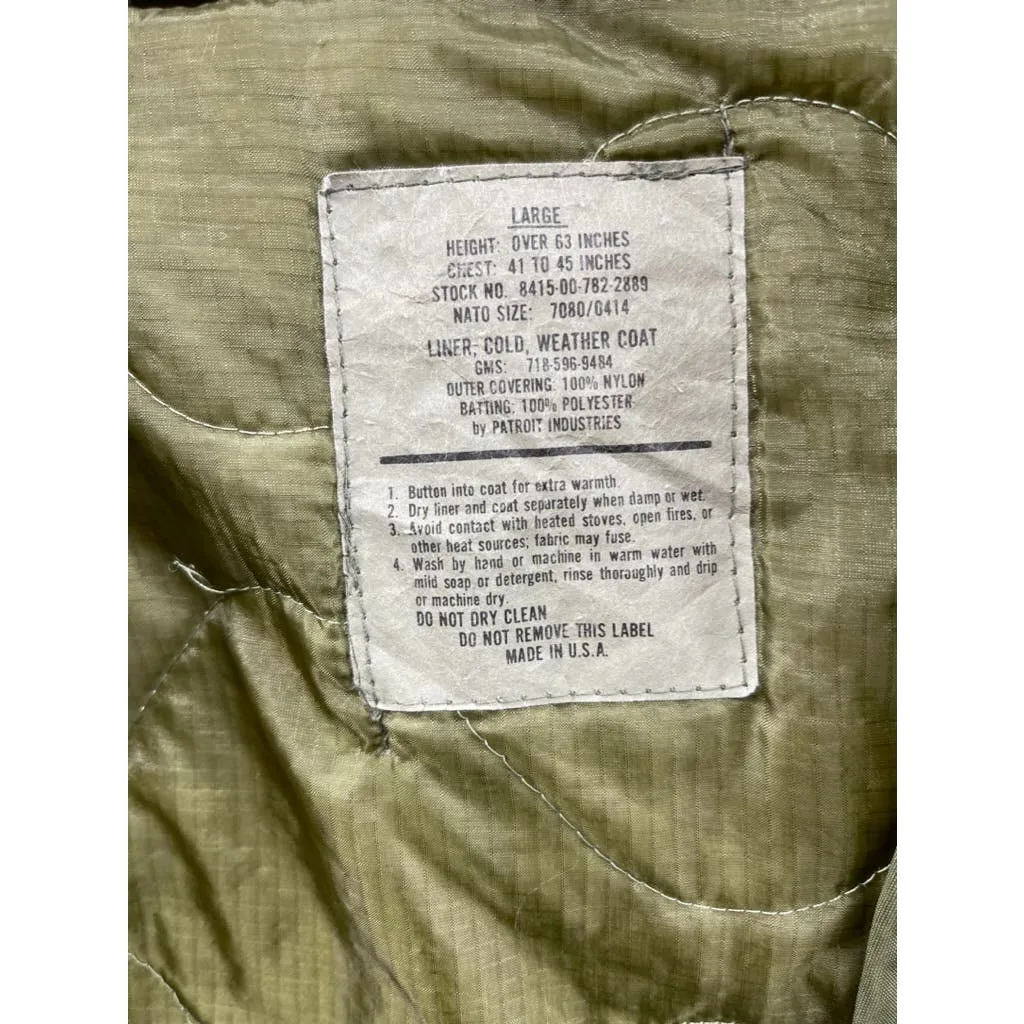 LARGE
HEIGHT: OVER 63 INCHES
CHEST: 41 TO 45 INCHES
STOCK NO. 8415-00-782-2889
NATO SIZE: 7080/0414
LINER, COLD, WEATHER COAT
GMS: 718-596-9484
OUTER COVERING: 100% NYLON
BATTING: 100% POLYESTER
by PATROIT INDUSTRIES
1. Button into coat for extra warmth.
2. Dry liner and coat separately when damp or wet.
3. Avoid contact with heated stoves, open fires, or
other heat sources; fabric may fuse.
4. Wash by hand or machine in warm water with
mild soap or detergent, rinse thoroughly and drip
or machine dry.
DO NOT DRY CLEAN
DO NOT REMOVE THIS LABEL
MADE IN U.S.A.